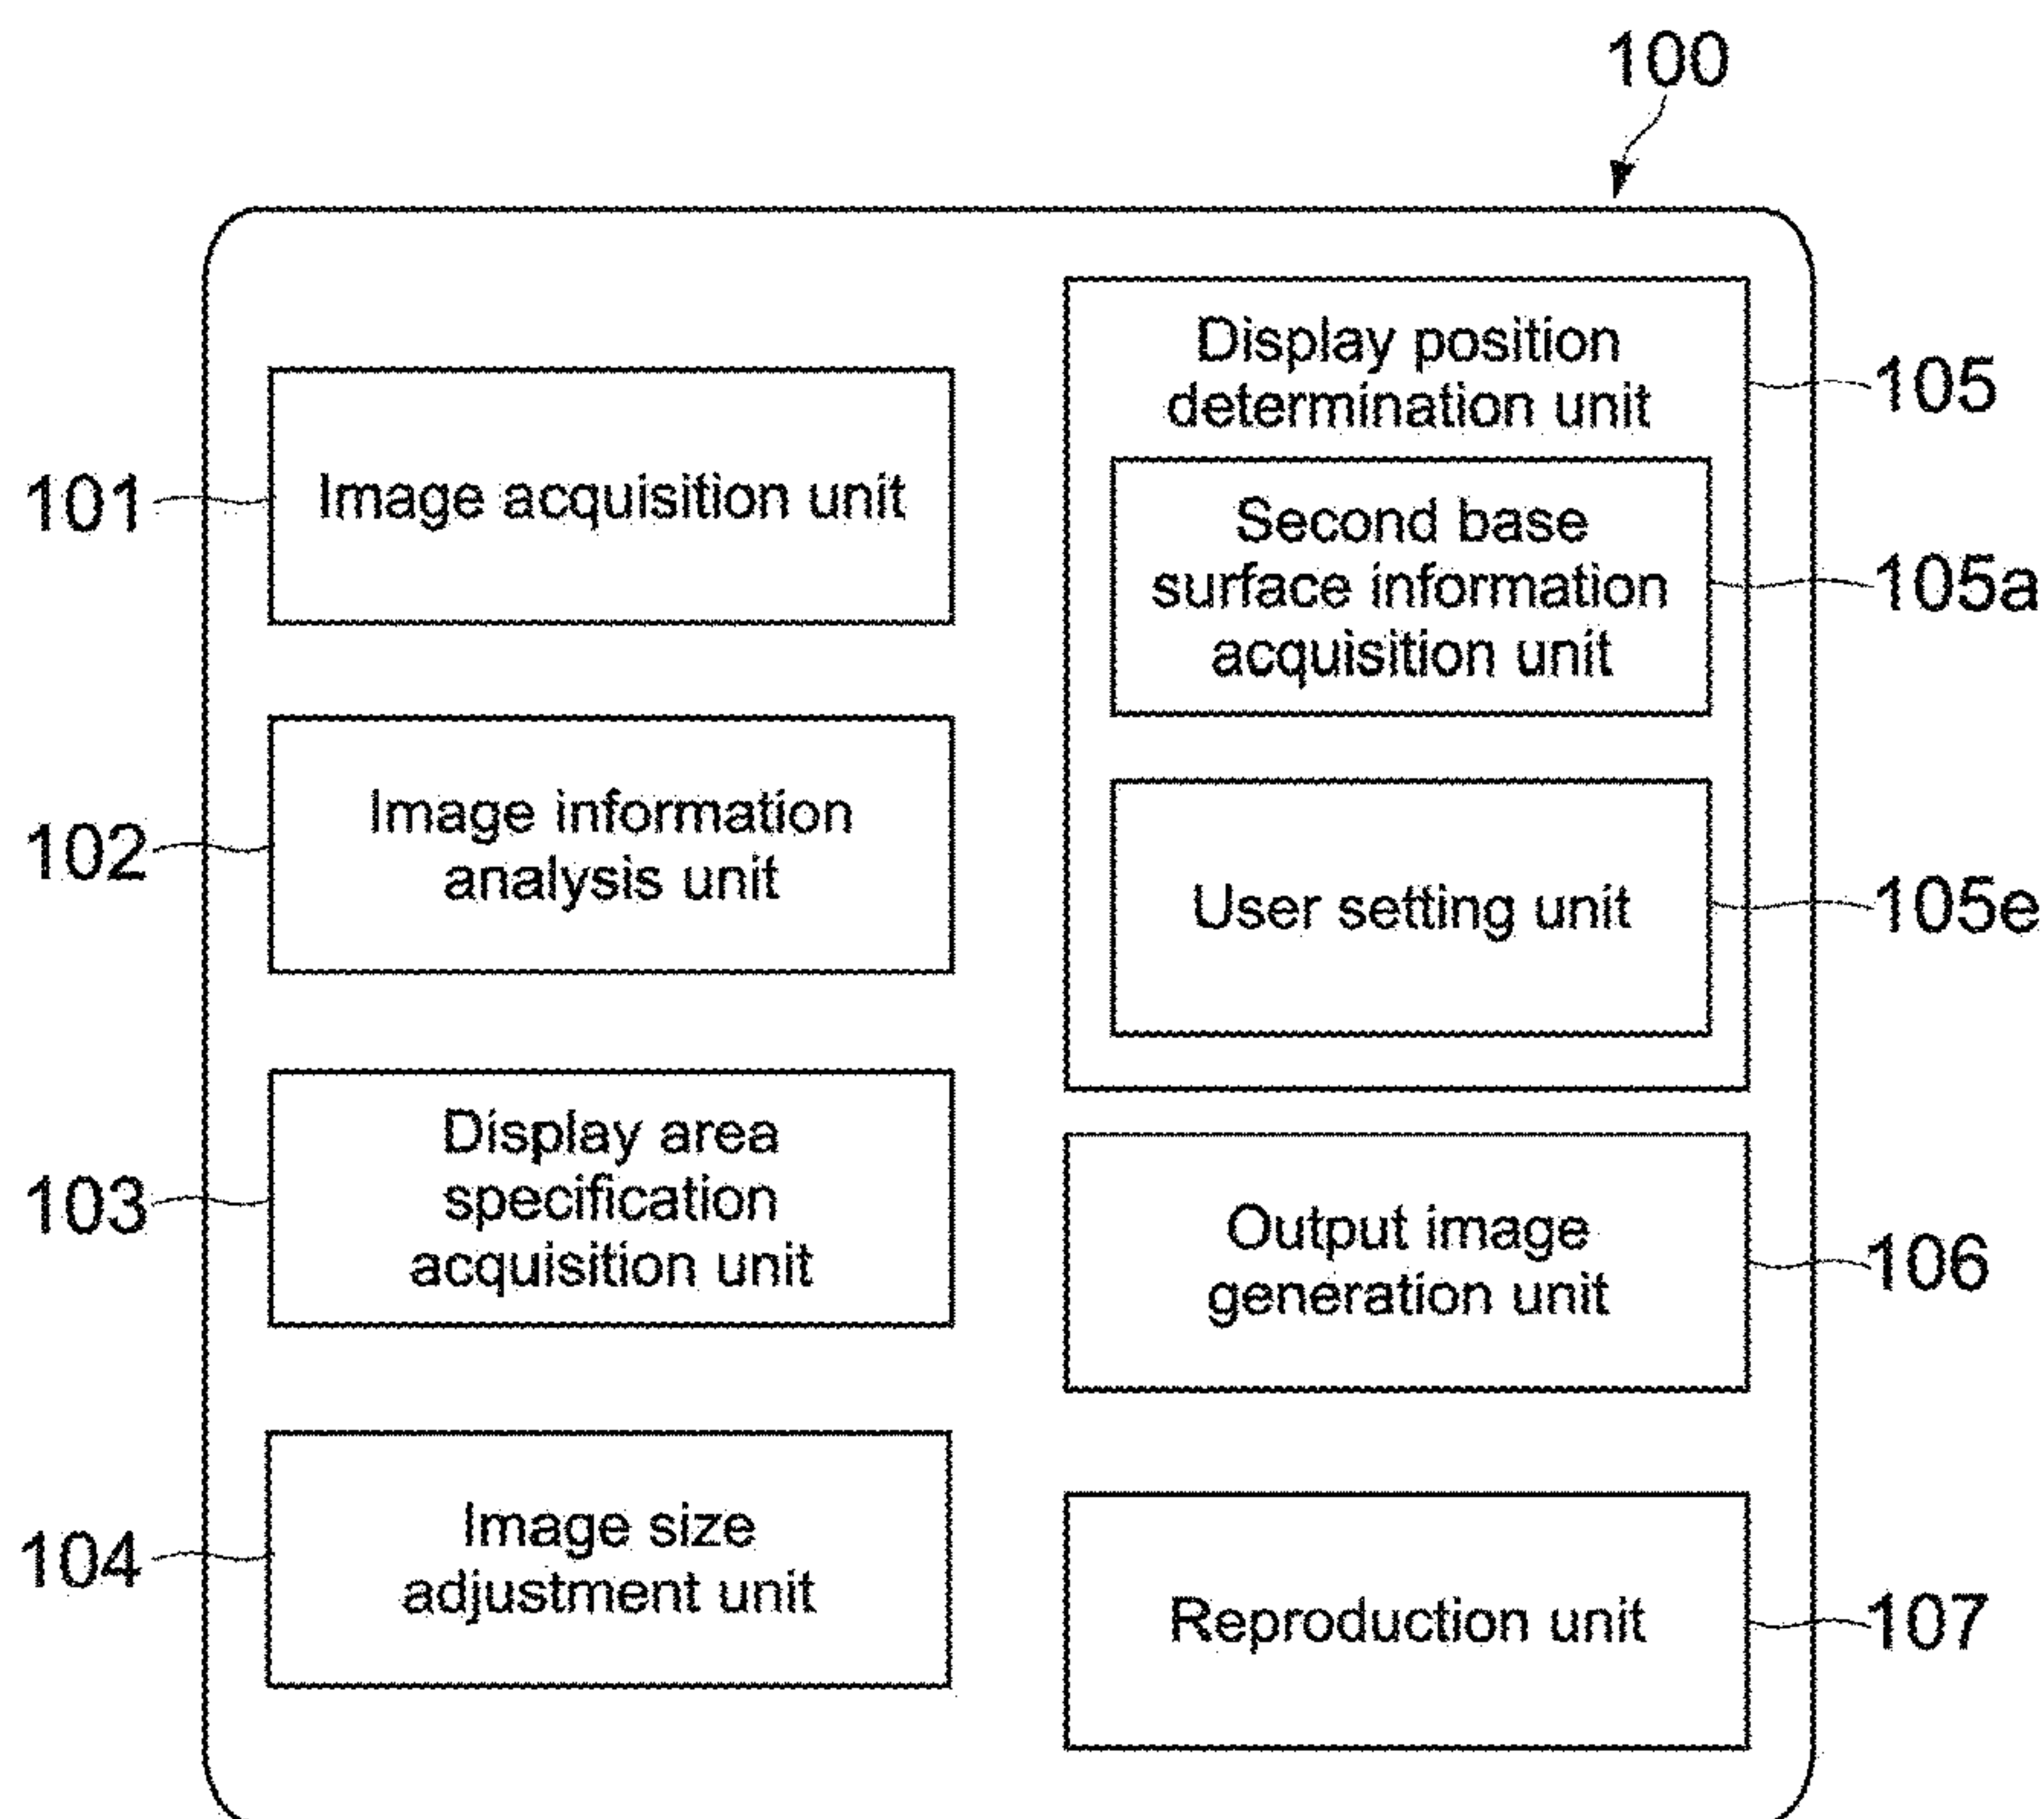 100
101
Image acquisition unit
102
Image information
analysis unit
103
Display area
specification
acquisition unit
104
Image size
adjustment unit
Display position
determination unit
105
Second base
surface information
acquisition unit
105a
User setting unit
105e
Output image
generation unit
106
Reproduction unit
107